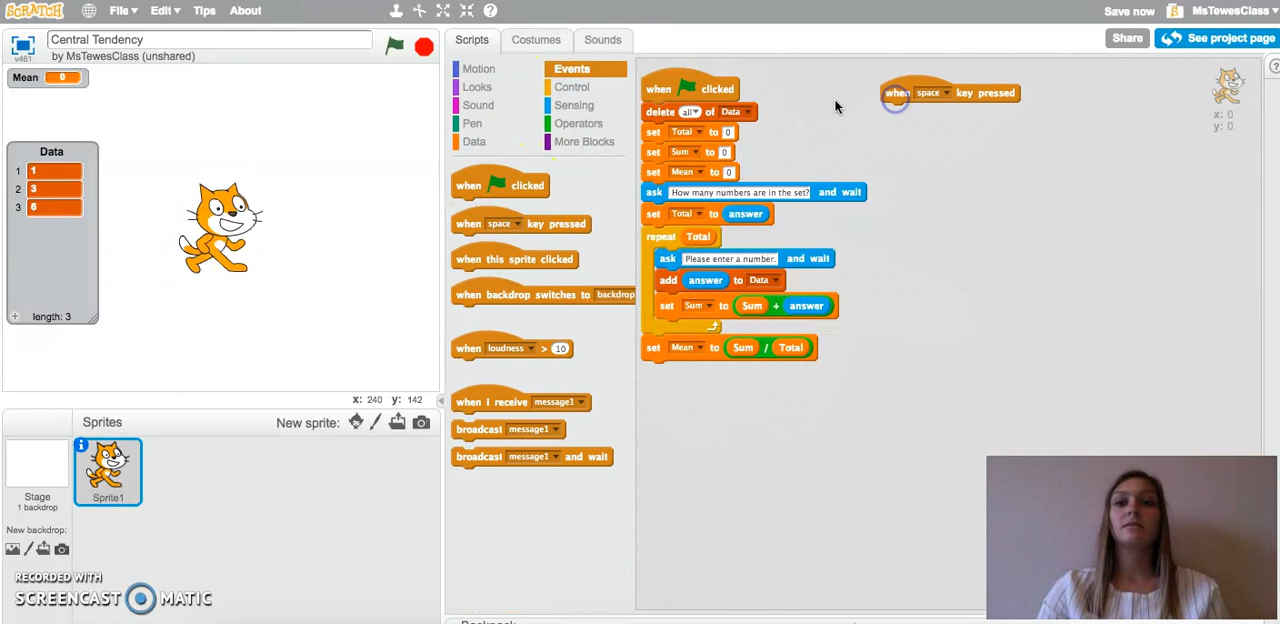 SCRATCH File Edit Tips About Save now MsTewesClass
v461 Central Tendency
by MsTewesClass (unshared)
Scripts Costumes Sounds
Share See project page
Mean 0
Data
1 1
2 3
3 6
length: 3
x: 240 y: 142
Motion Events
Looks Control
Sound Sensing
Pen Operators
Data More Blocks
when clicked
when space key pressed
when this sprite clicked
when backdrop switches to backdrop
when loudness > 10
when I receive message1
broadcast message1
broadcast message1 and wait
when clicked
delete all of Data
set Total to 0
set Sum to 0
set Mean to 0
ask How many numbers are in the set? and wait
set Total to answer
repeat Total
ask Please enter a number. and wait
add answer to Data
set Sum to Sum + answer
set Mean to Sum / Total
when space key pressed
x: 0
y: 0
Sprites New sprite:
Stage
1 backdrop
New backdrop:
Sprite1
RECORDED WITH
SCREENCAST MATIC